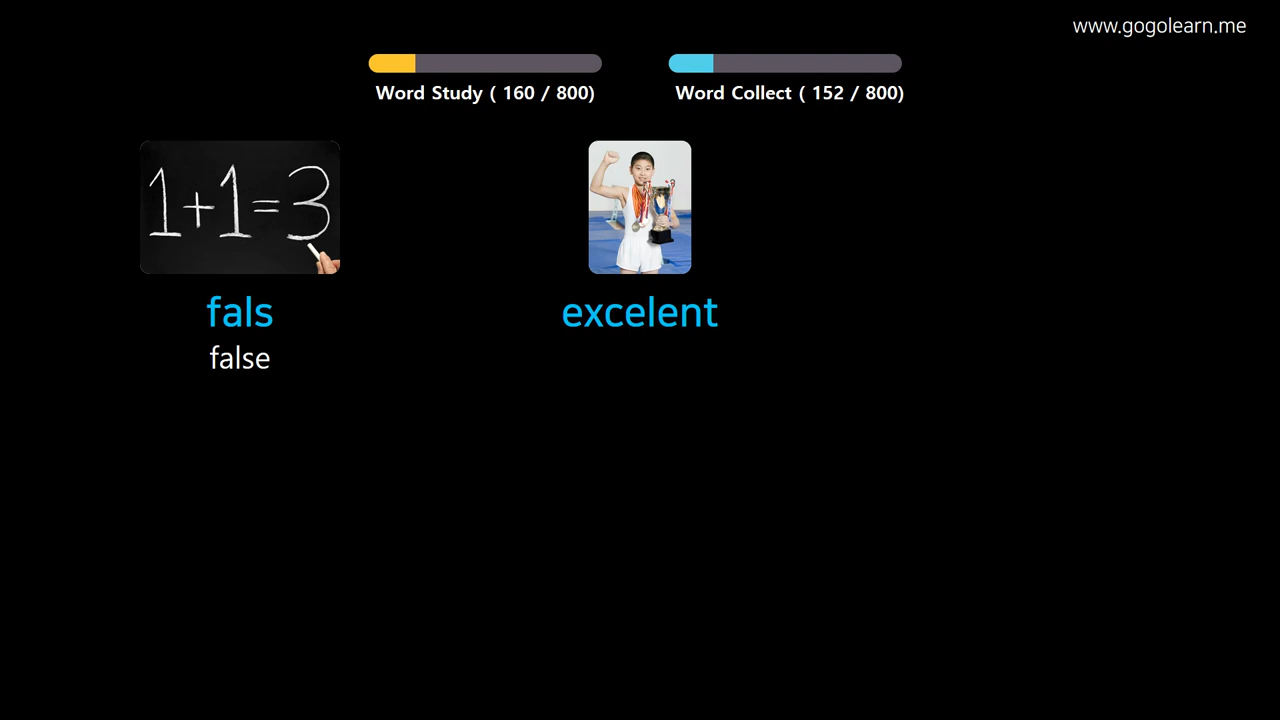 www.gogolearn.me
Word Study ( 160 / 800)
Word Collect ( 152 / 800)
1+1=3
fals
false
excelent